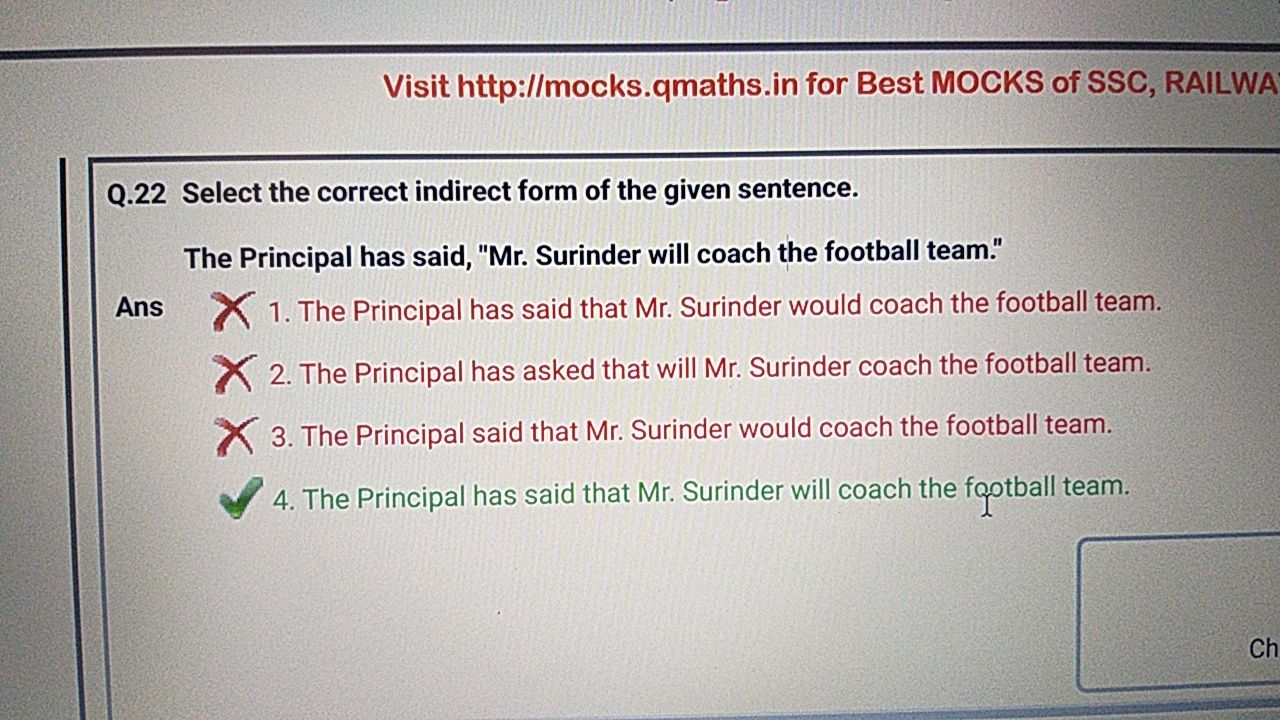 Visit http://mocks.qmaths.in for Best MOCKS of SSC, RAILWA
Q.22 Select the correct indirect form of the given sentence.
The Principal has said, "Mr. Surinder will coach the football team."
Ans 1. The Principal has said that Mr. Surinder would coach the football team.
2. The Principal has asked that will Mr. Surinder coach the football team.
3. The Principal said that Mr. Surinder would coach the football team.
4. The Principal has said that Mr. Surinder will coach the football team.
Ch